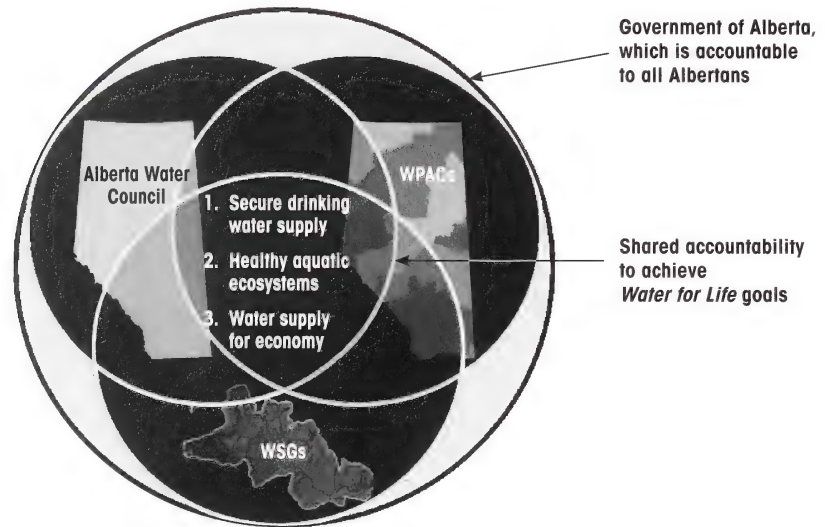 Government of Alberta,
which is accountable
to all Albertans
Alberta Water
Council
WPACs
1. Secure drinking
water supply
2. Healthy aquatic
ecosystems
3. Water supply
for economy
Shared accountability
to achieve
Water for Life goals
WSGs